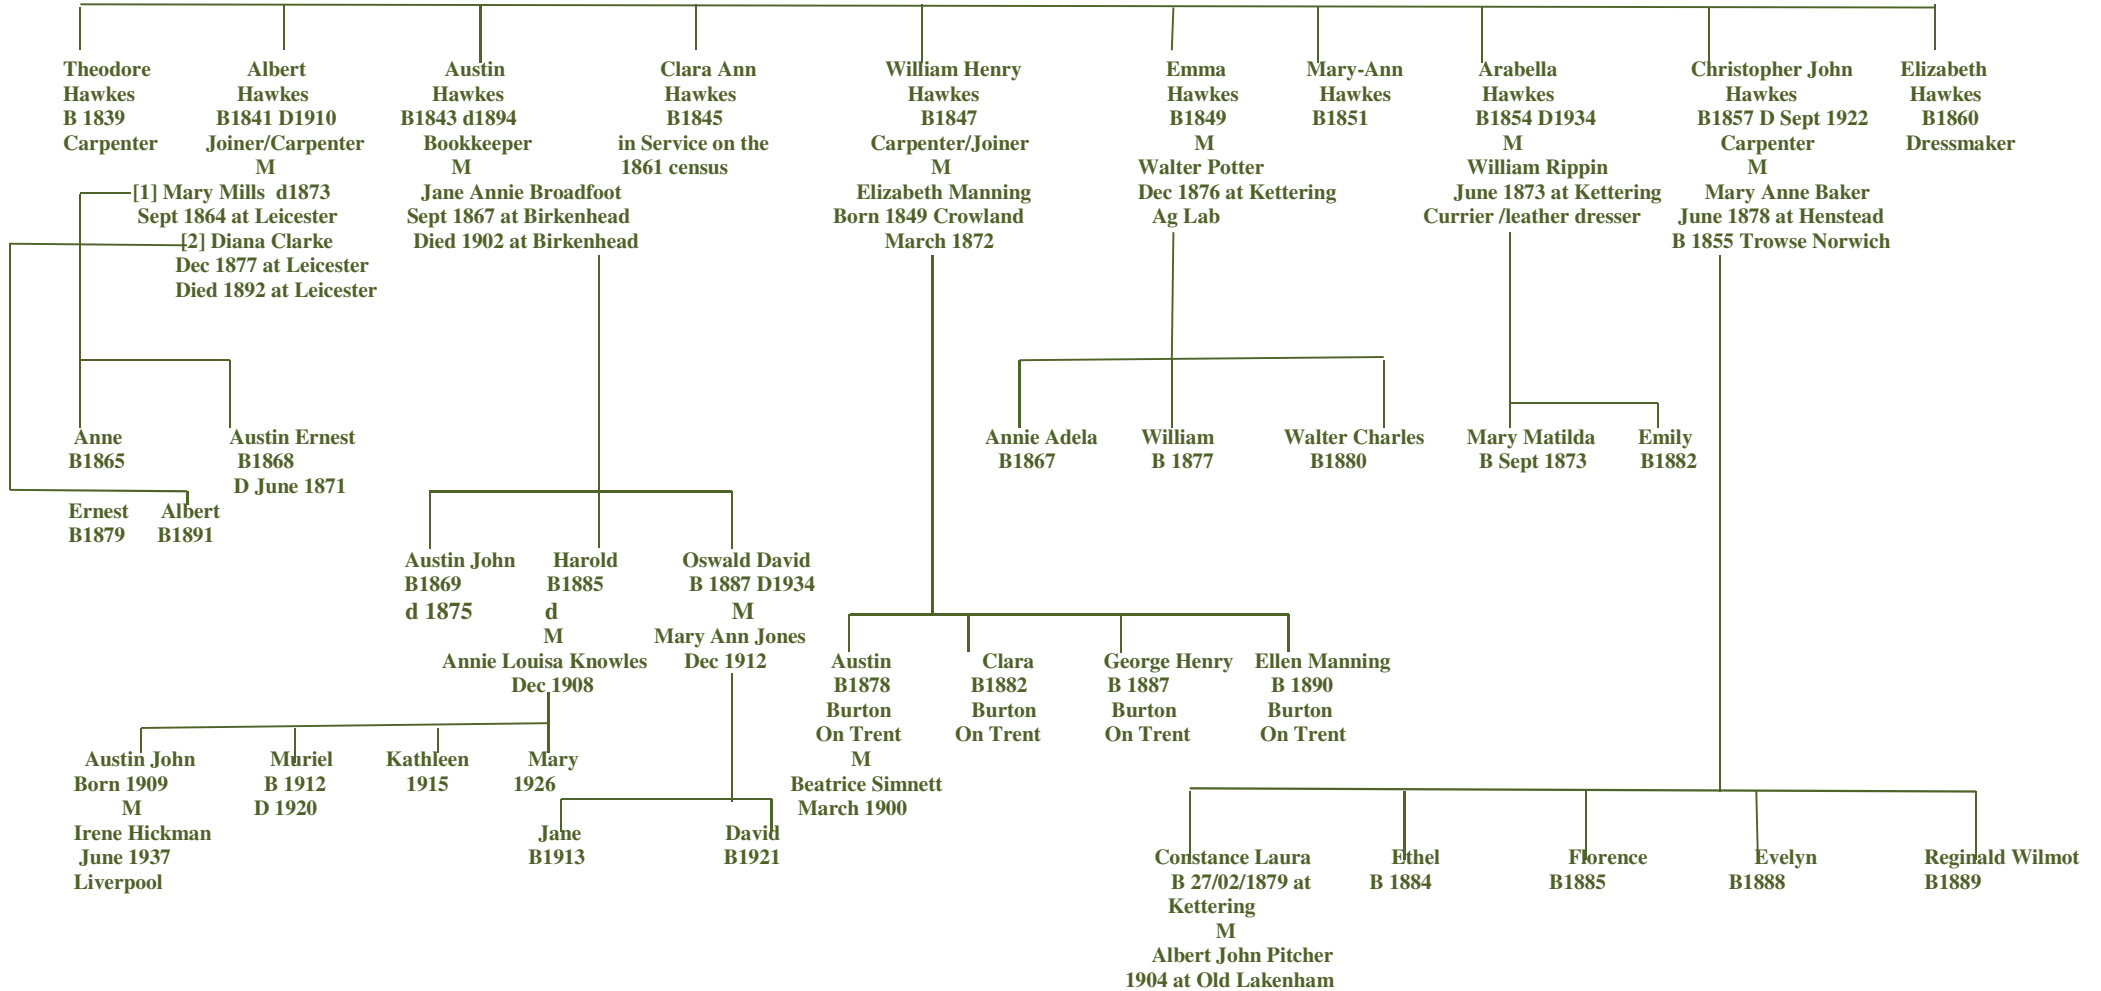 Theodore
Hawkes
B 1839
Carpenter
Albert
Hawkes
B1841 D1910
Joiner/Carpenter
M
[1] Mary Mills d1873
Sept 1864 at Leicester
[2] Diana Clarke
Dec 1877 at Leicester
Died 1892 at Leicester
Austin
Hawkes
B1843 d1894
Bookkeeper
M
Jane Annie Broadfoot
Sept 1867 at Birkenhead
Died 1902 at Birkenhead
Clara Ann
Hawkes
B1845
in Service on the
1861 census
William Henry
Hawkes
B1847
Carpenter/Joiner
M
Elizabeth Manning
Born 1849 Crowland
March 1872
Emma
Hawkes
B1849
M
Walter Potter
Dec 1876 at Kettering
Ag Lab
Mary-Ann
Hawkes
B1851
Arabella
Hawkes
B1854 D1934
M
William Rippin
June 1873 at Kettering
Currier /leather dresser
Christopher John
Hawkes
B1857 D Sept 1922
Carpenter
M
Mary Anne Baker
June 1878 at Henstead
B 1855 Trowse Norwich
Elizabeth
Hawkes
B1860
Dressmaker
Anne
B1865
Austin Ernest
B1868
D June 1871
Ernest
B1879
Albert
B1891
Annie Adela
B1867
William
B 1877
Walter Charles
B1880
Mary Matilda
B Sept 1873
Emily
B1882
Austin John
B1869
d 1875
Harold
B1885
d
M
Annie Louisa Knowles
Dec 1908
Oswald David
B 1887 D1934
M
Mary Ann Jones
Dec 1912
Austin
B1878
Burton
On Trent
M
Beatrice Simnett
March 1900
Clara
B1882
Burton
On Trent
George Henry
B 1887
Burton
On Trent
Ellen Manning
B 1890
Burton
On Trent
Austin John
Born 1909
M
Irene Hickman
June 1937
Liverpool
Muriel
B 1912
D 1920
Kathleen
1915
Mary
1926
Jane
B1913
David
B1921
Constance Laura
B 27/02/1879 at
Kettering
M
Albert John Pitcher
1904 at Old Lakenham
Ethel
B 1884
Florence
B1885
Evelyn
B1888
Reginald Wilmot
B1889